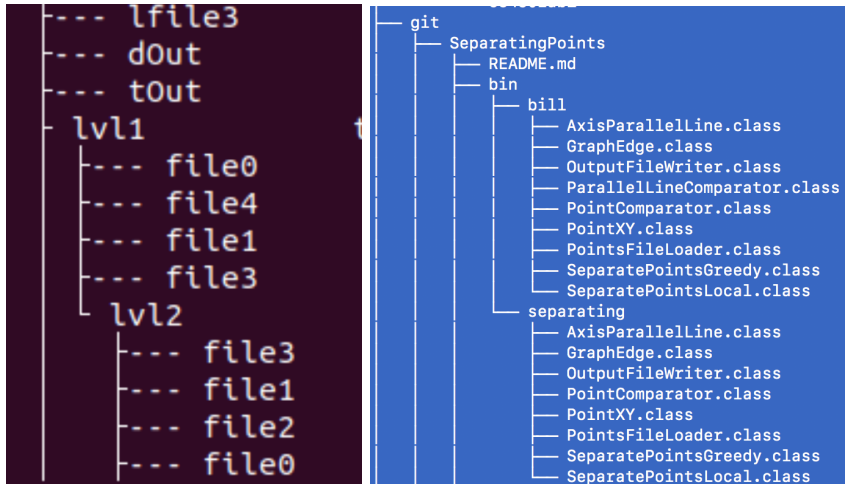 lfile3
dOut
tOut
lvl1
file0
file4
file1
file3
lvl2
file3
file1
file2
file0
git
SeparatingPoints
README.md
bin
bill
AxisParallelLine.class
GraphEdge.class
OutputFileWriter.class
ParallelLineComparator.class
PointComparator.class
PointXY.class
PointsFileLoader.class
SeparatePointsGreedy.class
SeparatePointsLocal.class
separating
AxisParallelLine.class
GraphEdge.class
OutputFileWriter.class
PointComparator.class
PointXY.class
PointsFileLoader.class
SeparatePointsGreedy.class
SeparatePointsLocal.class